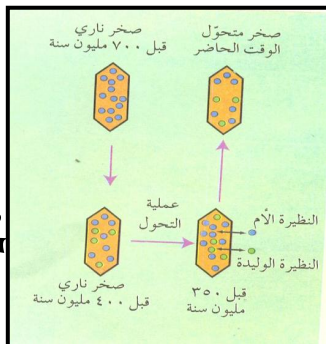 صخر ناري
قبل ٧٠٠ مليون سنة
صخر متحوّل
الوقت الحاضر
عملية
التحول
النظيرة الأم
النظيرة الوليدة
صخر ناري
قبل ٤٠٠ مليون سنة
قبل ٣٥٠
مليون سنة